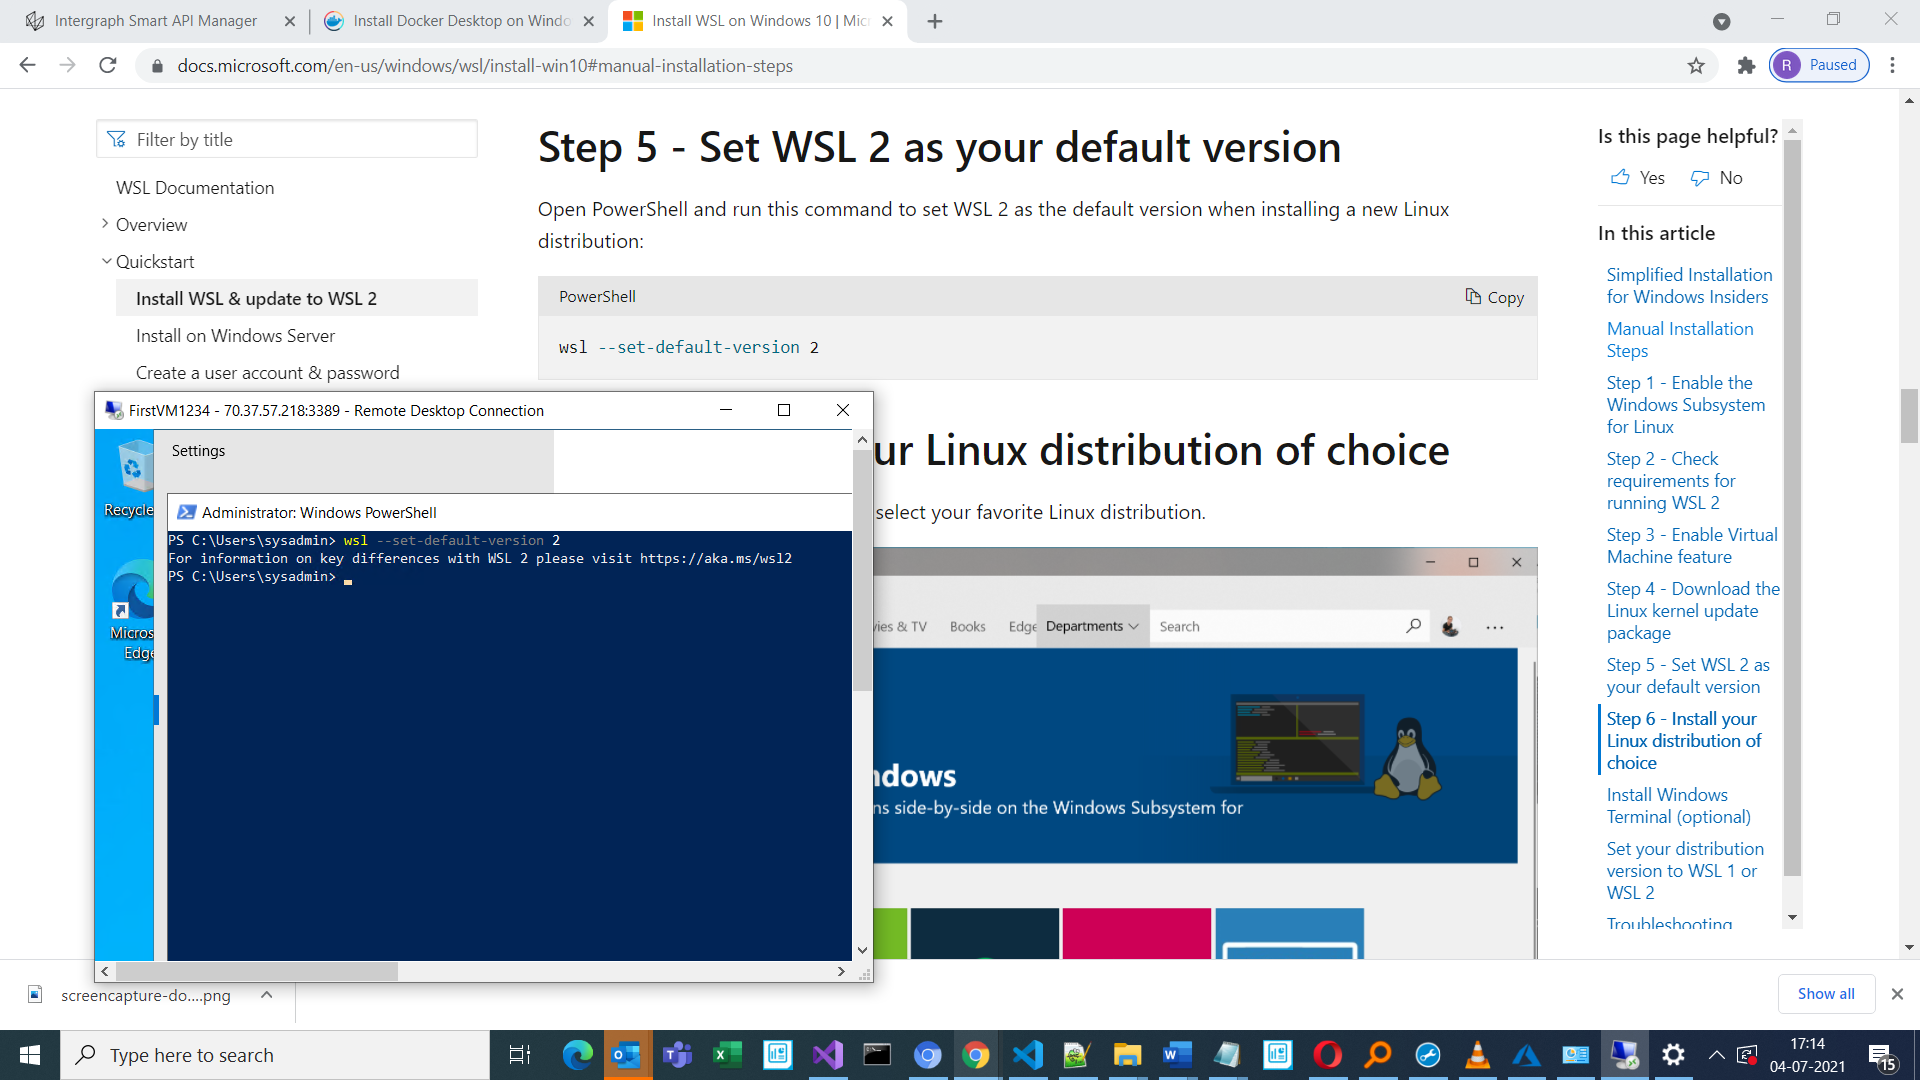 Intergraph Smart API Manager
Install Docker Desktop on Windo
Install WSL on Windows 10 | Mic
docs.microsoft.com/en-us/windows/wsl/install-win10#manual-installation-steps
R Paused
Filter by title
WSL Documentation
Overview
Quickstart
Install WSL & update to WSL 2
Install on Windows Server
Create a user account & password
Step 5 - Set WSL 2 as your default version
Open PowerShell and run this command to set WSL 2 as the default version when installing a new Linux
distribution:
PowerShell
Copy
wsl --set-default-version 2
ur Linux distribution of choice
select your favorite Linux distribution.
vies & TV Books Edge Departments Search
ndows
ns side-by-side on the Windows Subsystem for
FirstVM1234 - 70.37.57.218:3389 - Remote Desktop Connection
Settings
Recycle
Micros
Edge
Administrator: Windows PowerShell
PS C:\Users\sysadmin> wsl --set-default-version 2
For information on key differences with WSL 2 please visit https://aka.ms/wsl2
PS C:\Users\sysadmin>
Is this page helpful?
Yes No
In this article
Simplified Installation
for Windows Insiders
Manual Installation
Steps
Step 1 - Enable the
Windows Subsystem
for Linux
Step 2 - Check
requirements for
running WSL 2
Step 3 - Enable Virtual
Machine feature
Step 4 - Download the
Linux kernel update
package
Step 5 - Set WSL 2 as
your default version
Step 6 - Install your
Linux distribution of
choice
Install Windows
Terminal (optional)
Set your distribution
version to WSL 1 or
WSL 2
Troubleshooting
screencapture-do....png
Show all
Type here to search
17:14
04-07-2021
15